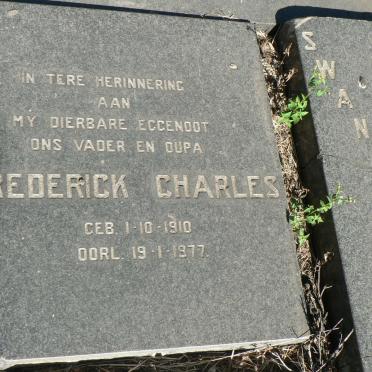 IN TERE HERINNERING
AAN
MY DIERBARE EGGENOOT
ONS VADER EN OUPA
REDERICK CHARLES
GEB. 1-10-1910
OORL. 19-1-1977.
S
W
A
N